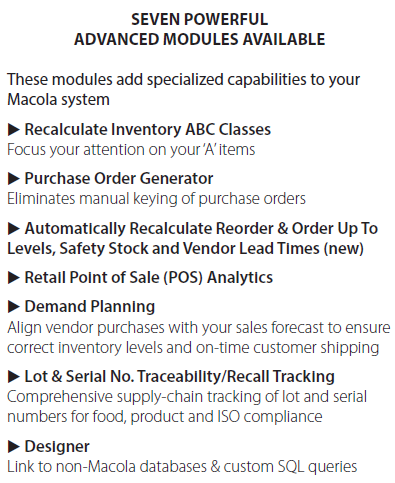 SEVEN POWERFUL
ADVANCED MODULES AVAILABLE
These modules add specialized capabilities to your
Macola system
▶ Recalculate Inventory ABC Classes
Focus your attention on your ‘A’ items
▶ Purchase Order Generator
Eliminates manual keying of purchase orders
▶ Automatically Recalculate Reorder & Order Up To
Levels, Safety Stock and Vendor Lead Times (new)
▶ Retail Point of Sale (POS) Analytics
▶ Demand Planning
Align vendor purchases with your sales forecast to ensure
correct inventory levels and on-time customer shipping
▶ Lot & Serial No. Traceability/Recall Tracking
Comprehensive supply-chain tracking of lot and serial
numbers for food, product and ISO compliance
▶ Designer
Link to non-Macola databases & custom SQL queries